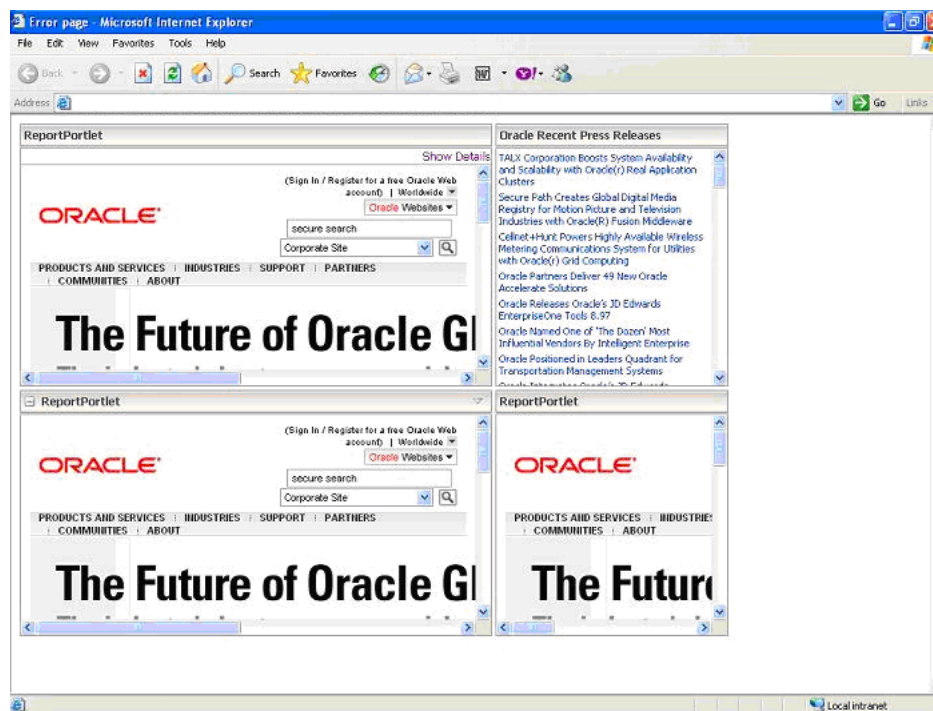 Error page - Microsoft Internet Explorer
File Edit View Favorites Tools Help
Back Search Favorites
Address Go Links
ReportPortlet
Show Details
(Sign In / Register for a free Oracle Web
account) | Worldwide
ORACLE
Oracle Websites
secure search
Corporate Site
PRODUCTS AND SERVICES INDUSTRIES SUPPORT PARTNERS
COMMUNITIES ABOUT
The Future of Oracle Gl
Oracle Recent Press Releases
TALX Corporation Boosts System Availability
and Scalability with Oracle(r) Real Application
Clusters
Secure Path Creates Global Digital Media
Registry for Motion Picture and Television
Industries with Oracle(R) Fusion Middleware
Cellnet+Hunt Powers Highly Available Wireless
Metering Communications System for Utilities
with Oracle(r) Grid Computing
Oracle Partners Deliver 49 New Oracle
Accelerate Solutions
Oracle Releases Oracle's JD Edwards
EnterpriseOne Tools 8.97
Oracle Named One of 'The Dozen' Most
Influential Vendors By Intelligent Enterprise
Oracle Positioned in Leaders Quadrant for
Transportation Management Systems
ReportPortlet
(Sign In / Register for a free Oracle Web
account) | Worldwide
ORACLE
Oracle Websites
secure search
Corporate Site
PRODUCTS AND SERVICES INDUSTRIES SUPPORT PARTNERS
COMMUNITIES ABOUT
The Future of Oracle Gl
ReportPortlet
ORACLE
PRODUCTS AND SERVICES INDUSTRIES
COMMUNITIES ABOUT
The Future
Local intranet